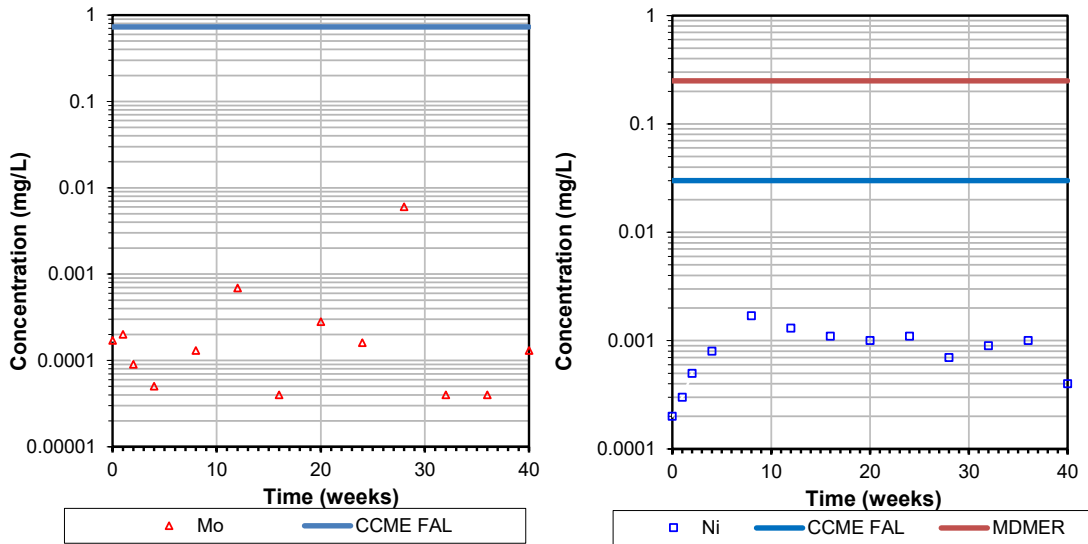 1
0.1
0.01
0.001
0.0001
0.00001
Concentration (mg/L)
0 10 20 30 40
Time (weeks)
Mo CCME FAL
1
0.1
0.01
0.001
0.0001
Concentration (mg/L)
0 10 20 30 40
Time (weeks)
Ni CCME FAL MDMER